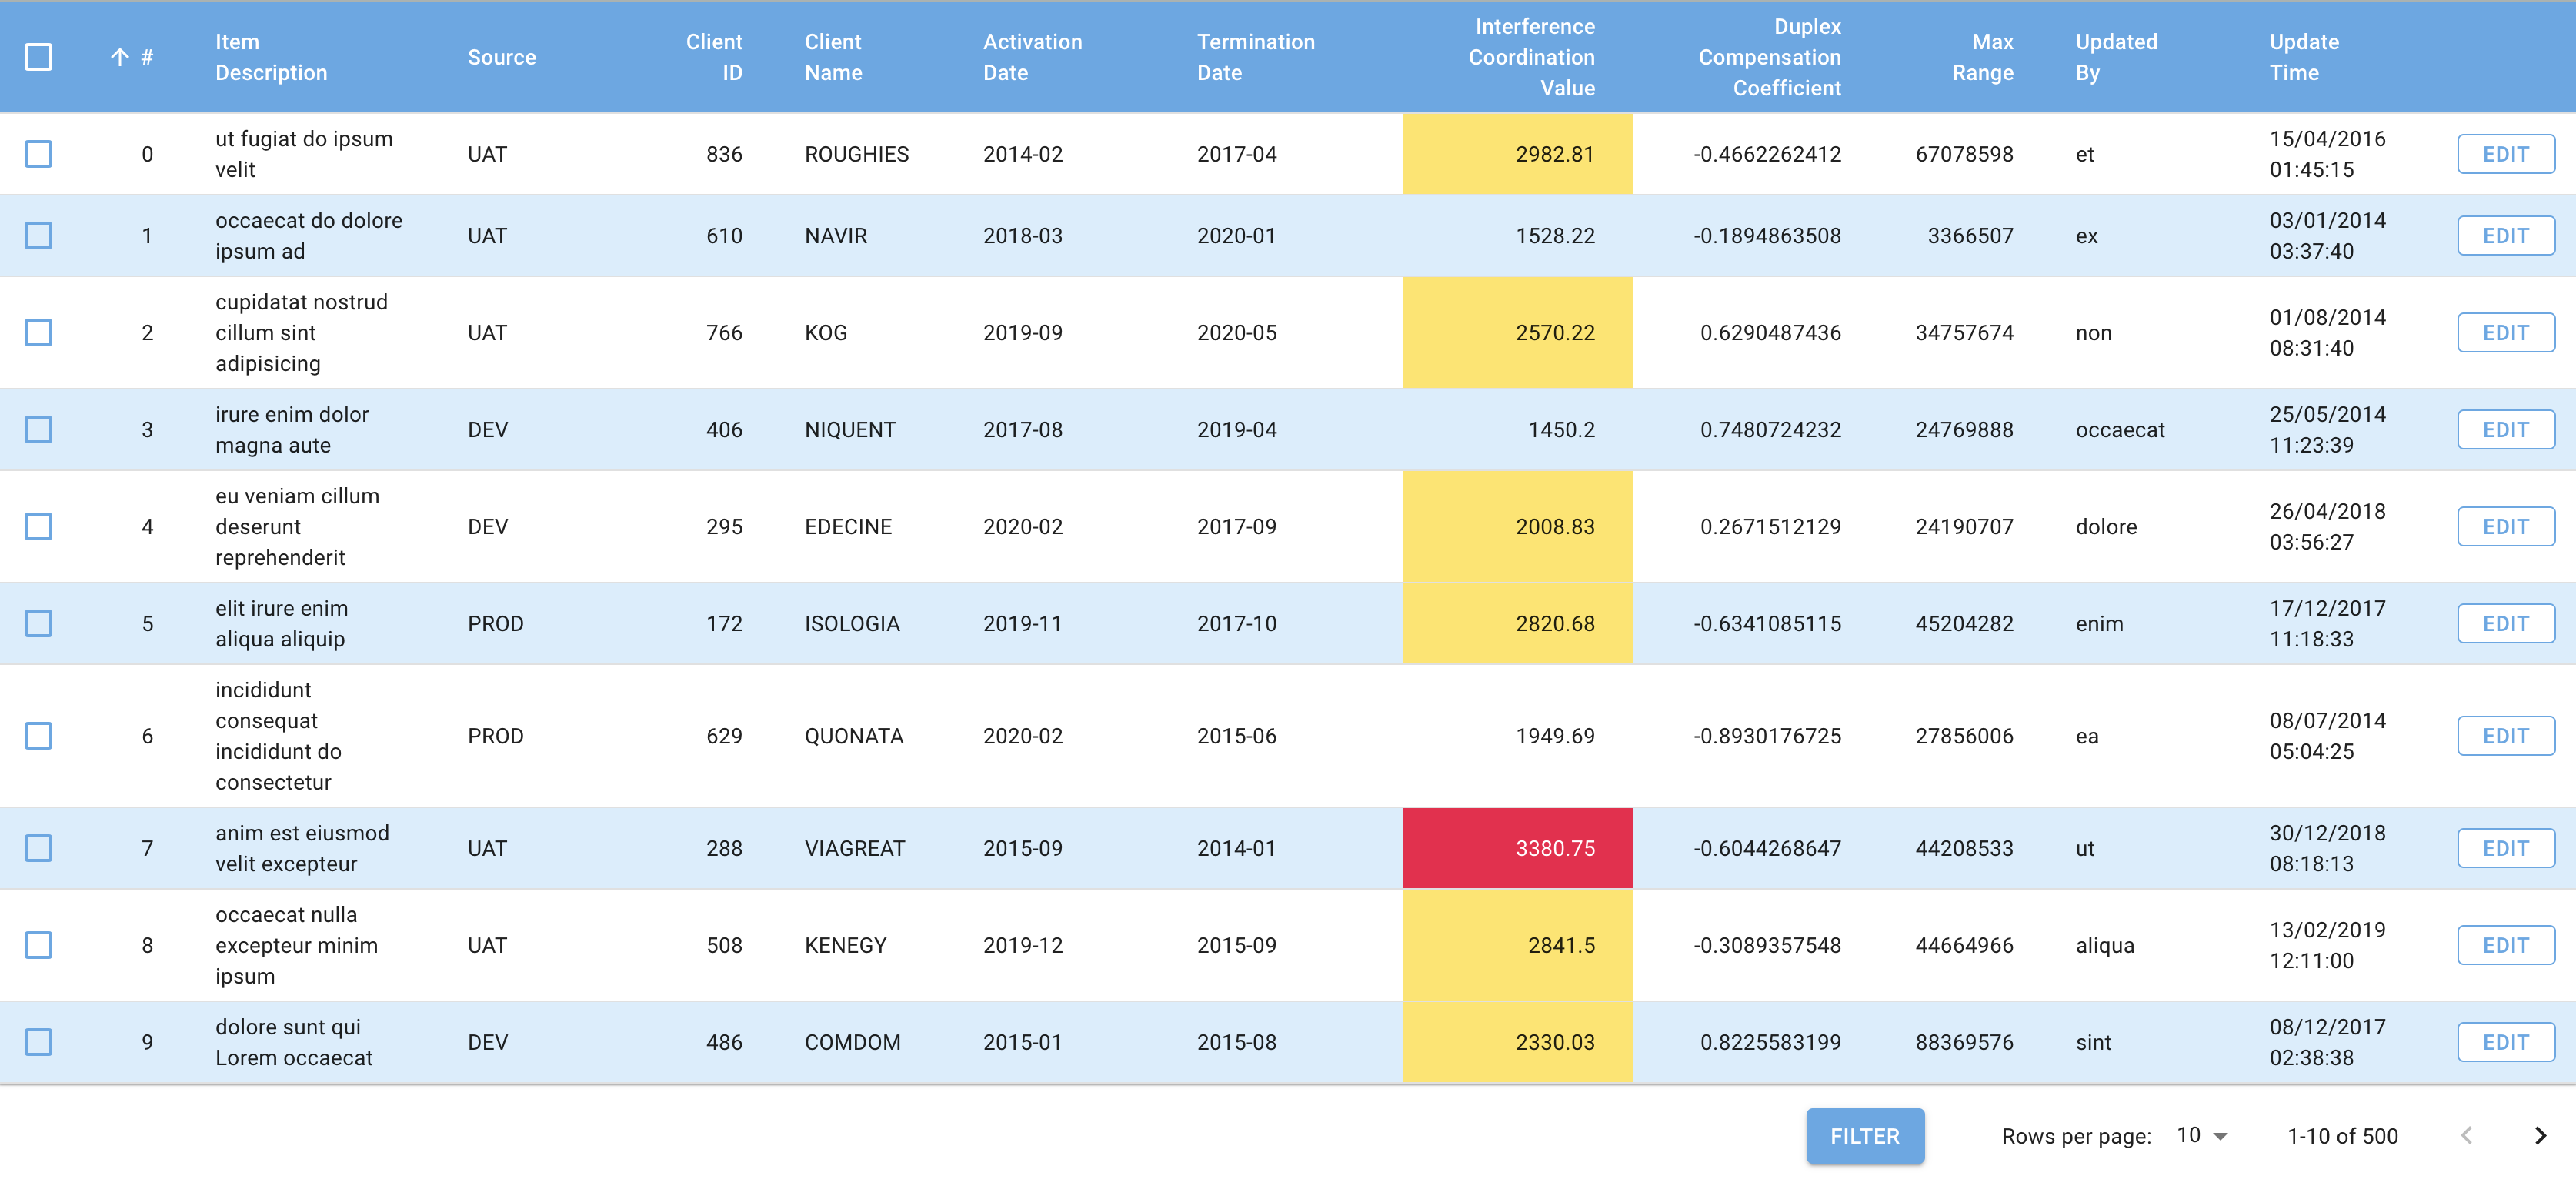 # Item Description Source Client ID Client Name Activation Date Termination Date Interference Coordination Value Duplex Compensation Coefficient Max Range Updated By Update Time
0 ut fugiat do ipsum velit UAT 836 ROUGHIES 2014-02 2017-04 2982.81 -0.4662262412 67078598 et 15/04/2016 01:45:15 EDIT
1 occaecat do dolore ipsum ad UAT 610 NAVIR 2018-03 2020-01 1528.22 -0.1894863508 3366507 ex 03/01/2014 03:37:40 EDIT
2 cupidatat nostrud cillum sint adipisicing UAT 766 KOG 2019-09 2020-05 2570.22 0.6290487436 34757674 non 01/08/2014 08:31:40 EDIT
3 irure enim dolor magna aute DEV 406 NIQUENT 2017-08 2019-04 1450.2 0.7480724232 24769888 occaecat 25/05/2014 11:23:39 EDIT
4 eu veniam cillum deserunt reprehenderit DEV 295 EDECINE 2020-02 2017-09 2008.83 0.2671512129 24190707 dolore 26/04/2018 03:56:27 EDIT
5 elit irure enim aliqua aliquip PROD 172 ISOLOGIA 2019-11 2017-10 2820.68 -0.6341085115 45204282 enim 17/12/2017 11:18:33 EDIT
6 incididunt consequat incididunt do consectetur PROD 629 QUONATA 2020-02 2015-06 1949.69 -0.8930176725 27856006 ea 08/07/2014 05:04:25 EDIT
7 anim est eiusmod velit excepteur UAT 288 VIAGREAT 2015-09 2014-01 3380.75 -0.6044268647 44208533 ut 30/12/2018 08:18:13 EDIT
8 occaecat nulla excepteur minim ipsum UAT 508 KENEGY 2019-12 2015-09 2841.5 -0.3089357548 44664966 aliqua 13/02/2019 12:11:00 EDIT
9 dolore sunt qui Lorem occaecat DEV 486 COMDOM 2015-01 2015-08 2330.03 0.8225583199 88369576 sint 08/12/2017 02:38:38 EDIT
FILTER Rows per page: 10 1-10 of 500